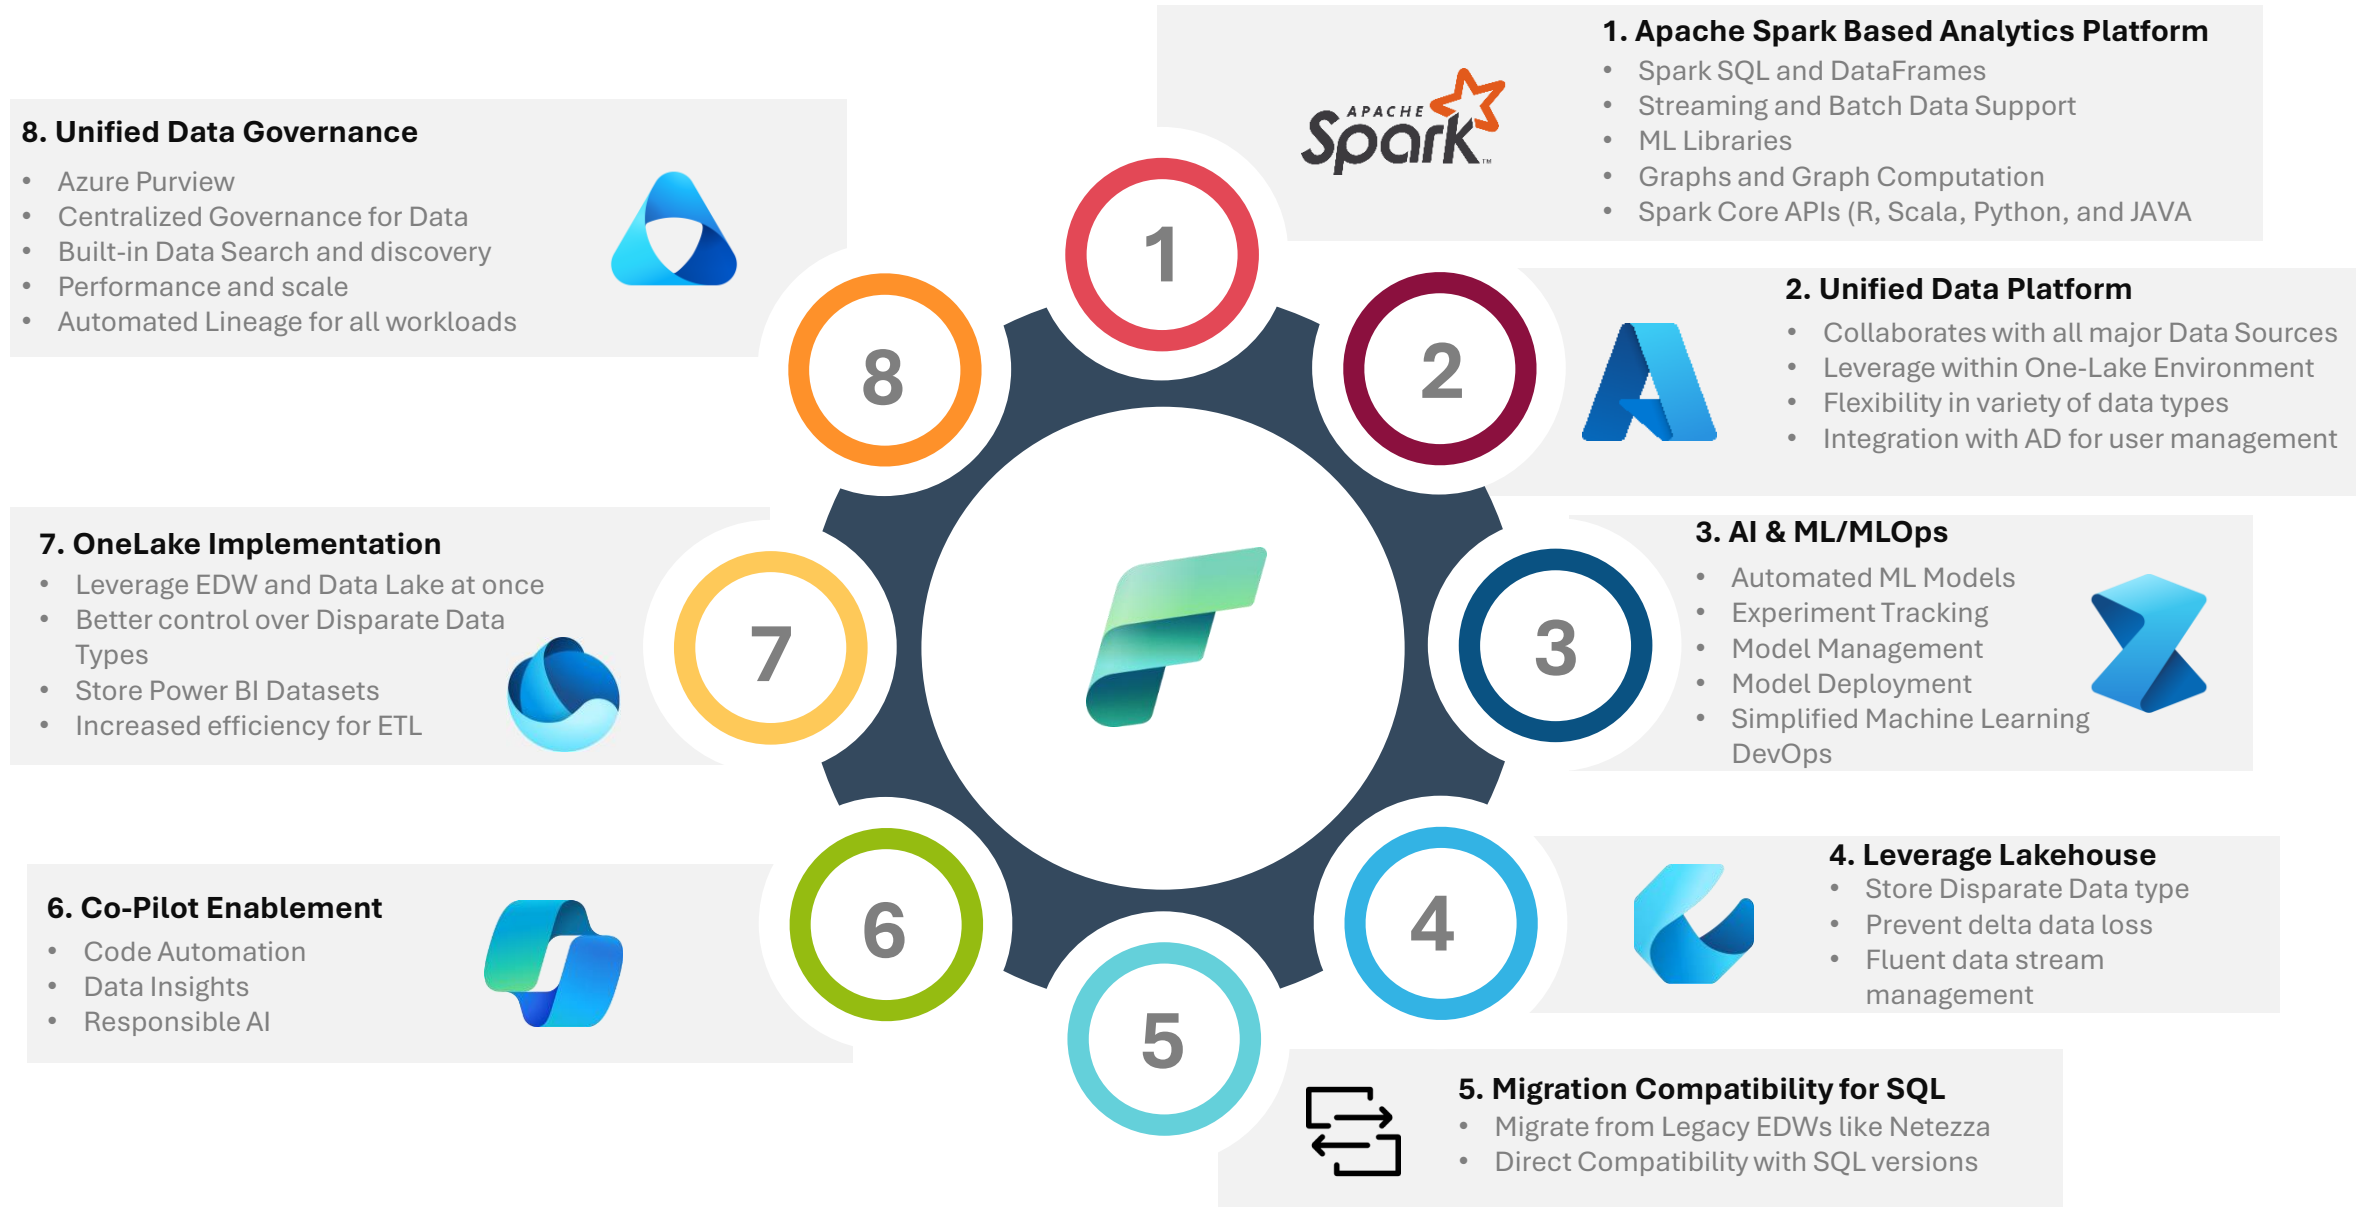 1. Apache Spark Based Analytics Platform
• Spark SQL and DataFrames
• Streaming and Batch Data Support
• ML Libraries
• Graphs and Graph Computation
• Spark Core APIs (R, Scala, Python, and JAVA
APACHE
Spark™
1
2. Unified Data Platform
• Collaborates with all major Data Sources
• Leverage within One-Lake Environment
• Flexibility in variety of data types
• Integration with AD for user management
2
3. AI & ML/MLOps
• Automated ML Models
• Experiment Tracking
• Model Management
• Model Deployment
• Simplified Machine Learning
DevOps
3
4. Leverage Lakehouse
• Store Disparate Data type
• Prevent delta data loss
• Fluent data stream
management
4
5. Migration Compatibility for SQL
• Migrate from Legacy EDWs like Netezza
• Direct Compatibility with SQL versions
5
6. Co-Pilot Enablement
• Code Automation
• Data Insights
• Responsible AI
6
7. OneLake Implementation
• Leverage EDW and Data Lake at once
• Better control over Disparate Data
Types
• Store Power BI Datasets
• Increased efficiency for ETL
7
8. Unified Data Governance
• Azure Purview
• Centralized Governance for Data
• Built-in Data Search and discovery
• Performance and scale
• Automated Lineage for all workloads
8